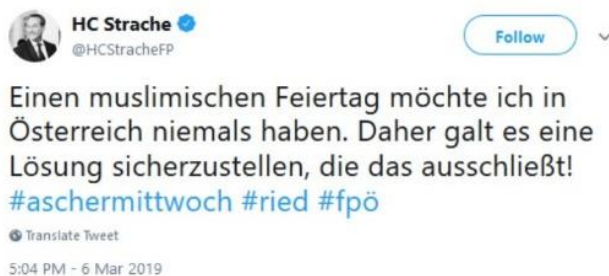 HC Strache
@HCStracheFP
Follow
Einen muslimischen Feiertag möchte ich in
Österreich niemals haben. Daher galt es eine
Lösung sicherzustellen, die das ausschließt!
#aschermittwoch #ried #fpö
Translate Tweet
5:04 PM - 6 Mar 2019